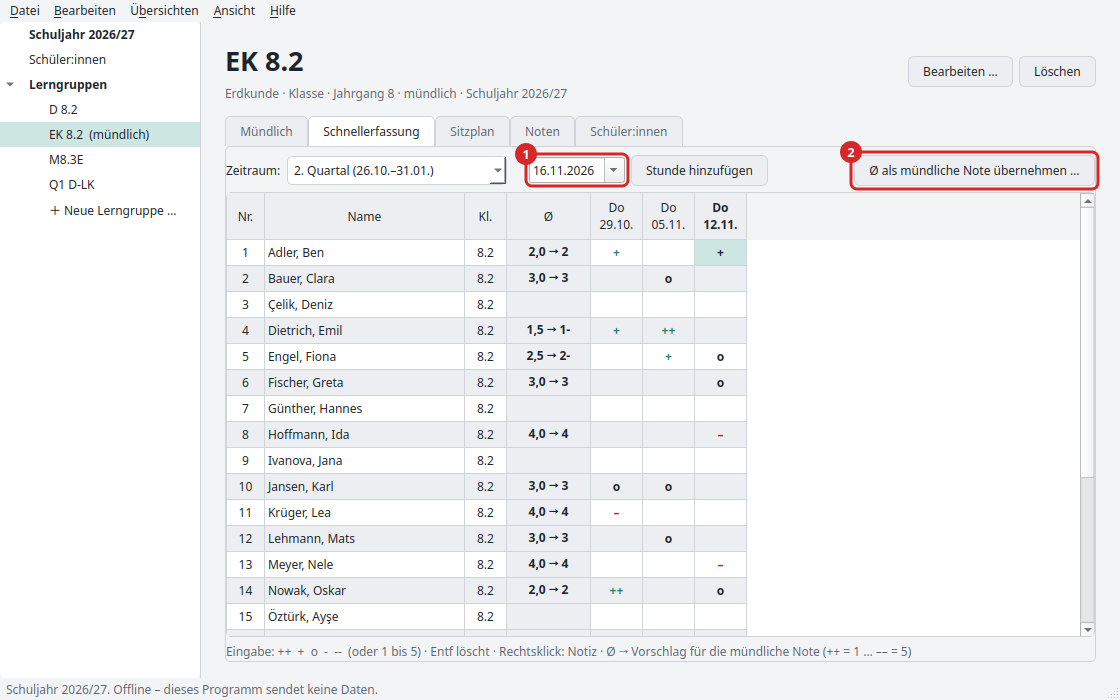 Datei Bearbeiten Übersichten Ansicht Hilfe
Schuljahr 2026/27
Schüler:innen
Lerngruppen
D 8.2
EK 8.2 (mündlich)
M8.3E
Q1 D-LK
+ Neue Lerngruppe ...
EK 8.2
Bearbeiten ... Löschen
Erdkunde · Klasse · Jahrgang 8 · mündlich · Schuljahr 2026/27
Mündlich Schnellerfassung Sitzplan Noten Schüler:innen
1 2
Zeitraum: 2. Quartal (26.10.–31.01.) 16.11.2026 Stunde hinzufügen Ø als mündliche Note übernehmen ...
Nr. Name Kl. Ø Do 29.10. Do 05.11. Do 12.11.
1 Adler, Ben 8.2 2,0 → 2 + +
2 Bauer, Clara 8.2 3,0 → 3 o
3 Çelik, Deniz 8.2
4 Dietrich, Emil 8.2 1,5 → 1- + ++
5 Engel, Fiona 8.2 2,5 → 2- + o
6 Fischer, Greta 8.2 3,0 → 3 o
7 Günther, Hannes 8.2
8 Hoffmann, Ida 8.2 4,0 → 4 –
9 Ivanova, Jana 8.2
10 Jansen, Karl 8.2 3,0 → 3 o o
11 Krüger, Lea 8.2 4,0 → 4 –
12 Lehmann, Mats 8.2 3,0 → 3 o
13 Meyer, Nele 8.2 4,0 → 4 –
14 Nowak, Oskar 8.2 2,0 → 2 ++ o
15 Öztürk, Ayşe 8.2
Eingabe: ++ + o - -- (oder 1 bis 5) · Entf löscht · Rechtsklick: Notiz · Ø → Vorschlag für die mündliche Note (++ = 1 ... –– = 5)
Schuljahr 2026/27. Offline – dieses Programm sendet keine Daten.